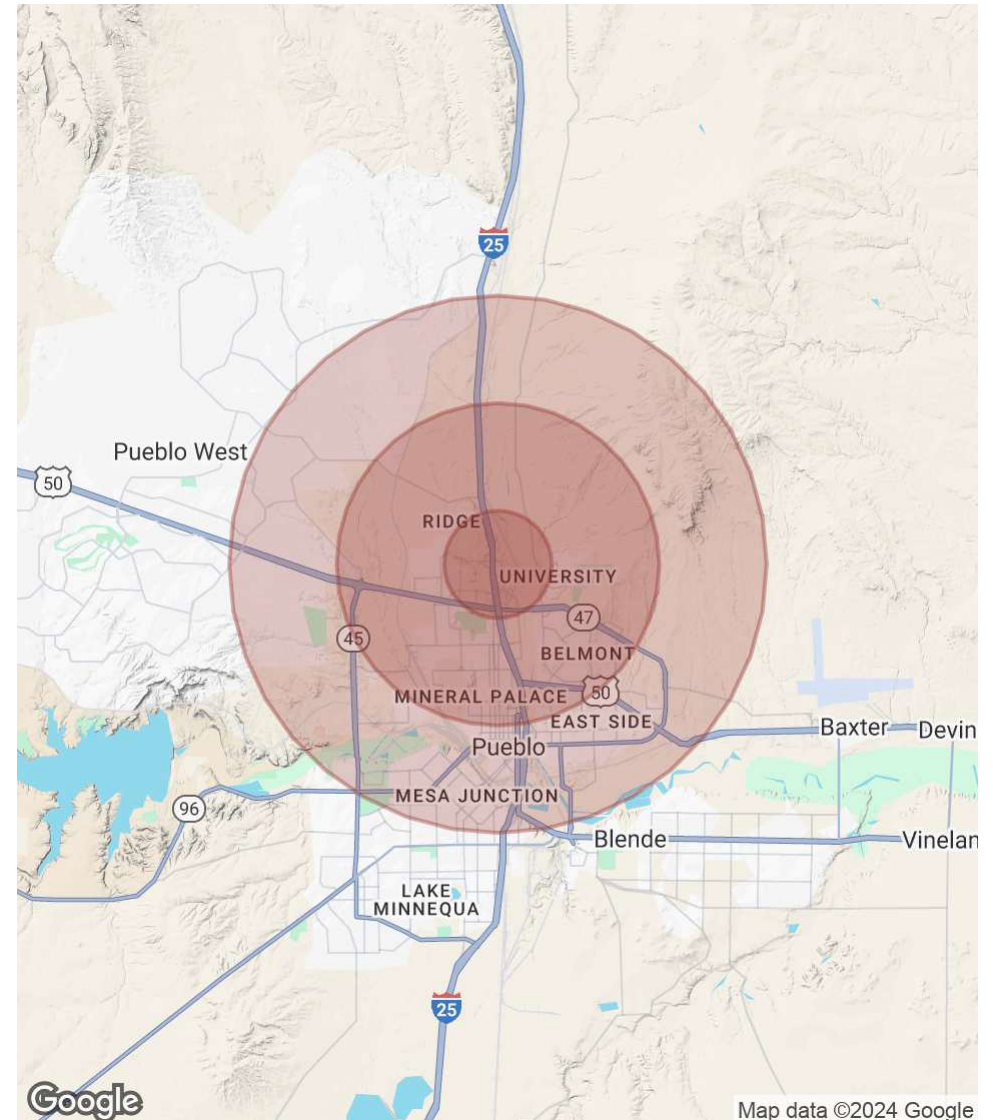 25
Pueblo West
50
RIDGE
UNIVERSITY
47
45
BELMONT
MINERAL PALACE
50
EAST SIDE
Baxter
Devin
Pueblo
MESA JUNCTION
96
Blende
Vinelan
LAKE
MINNEQUA
25
Google
Map data ©2024 Google